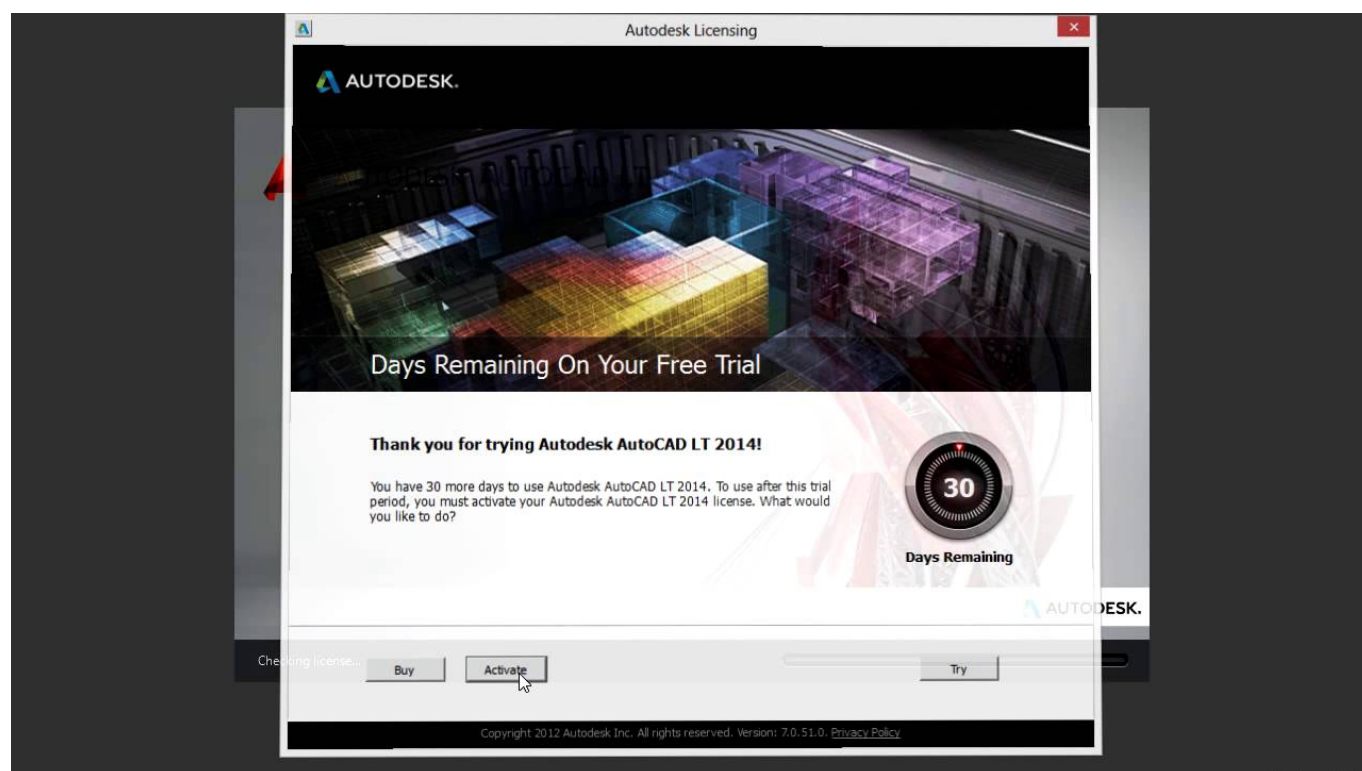 Autodesk Licensing
AUTODESK.
AUTODESK AUTOCAD LT
Days Remaining On Your Free Trial
Thank you for trying Autodesk AutoCAD LT 2014!
You have 30 more days to use Autodesk AutoCAD LT 2014. To use after this trial
period, you must activate your Autodesk AutoCAD LT 2014 license. What would
you like to do?
30
Days Remaining
AUTODESK.
Checking license...
Buy
Activate
Try
Copyright 2012 Autodesk Inc. All rights reserved. Version: 7.0.51.0. Privacy Policy